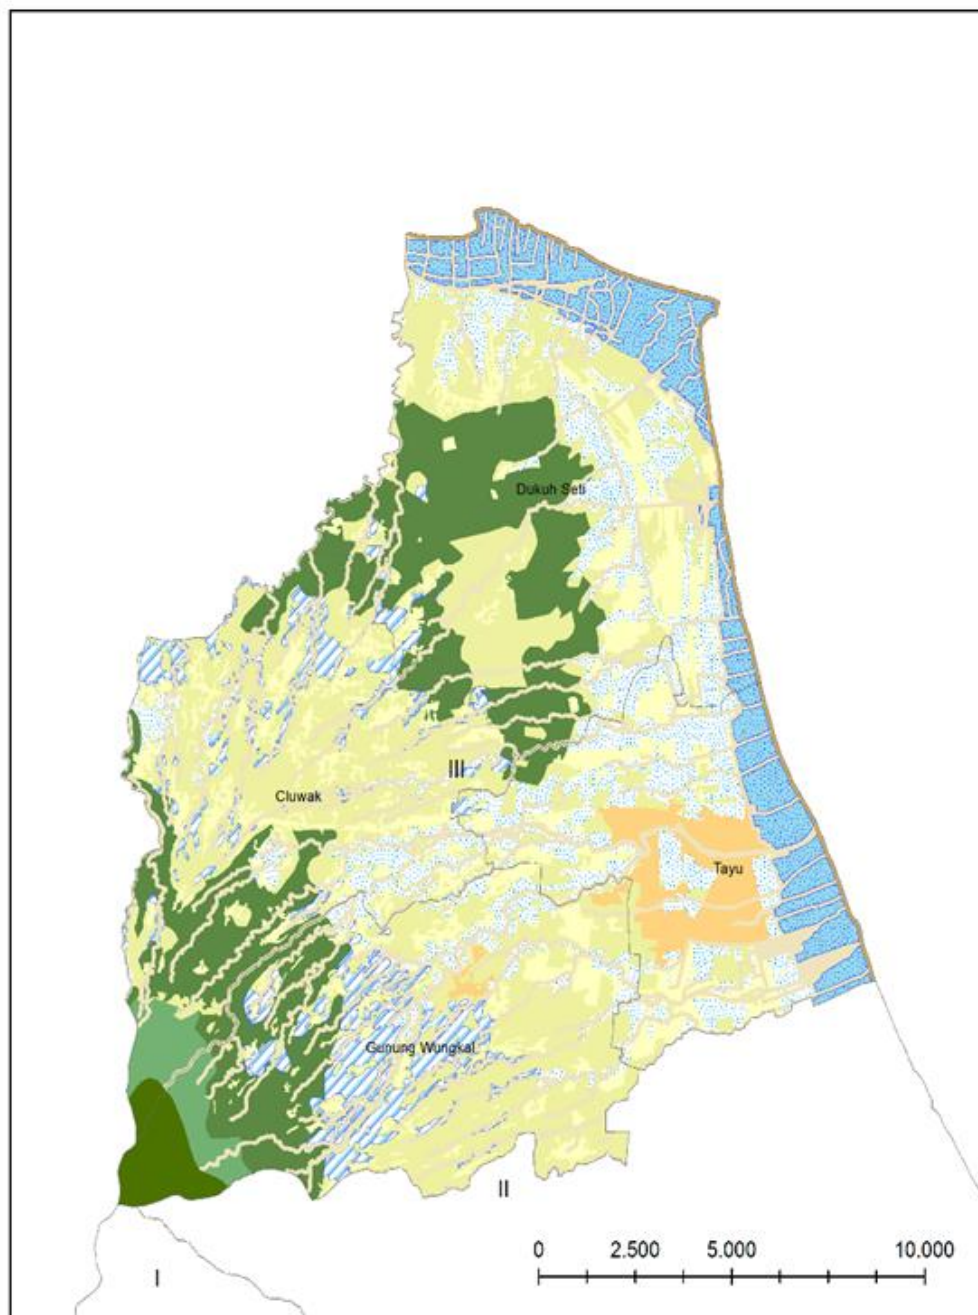 Dukuh Seti
III
Cluwak
Tayu
Gunung Wungkal
II
0 2.500 5.000 10.000
I